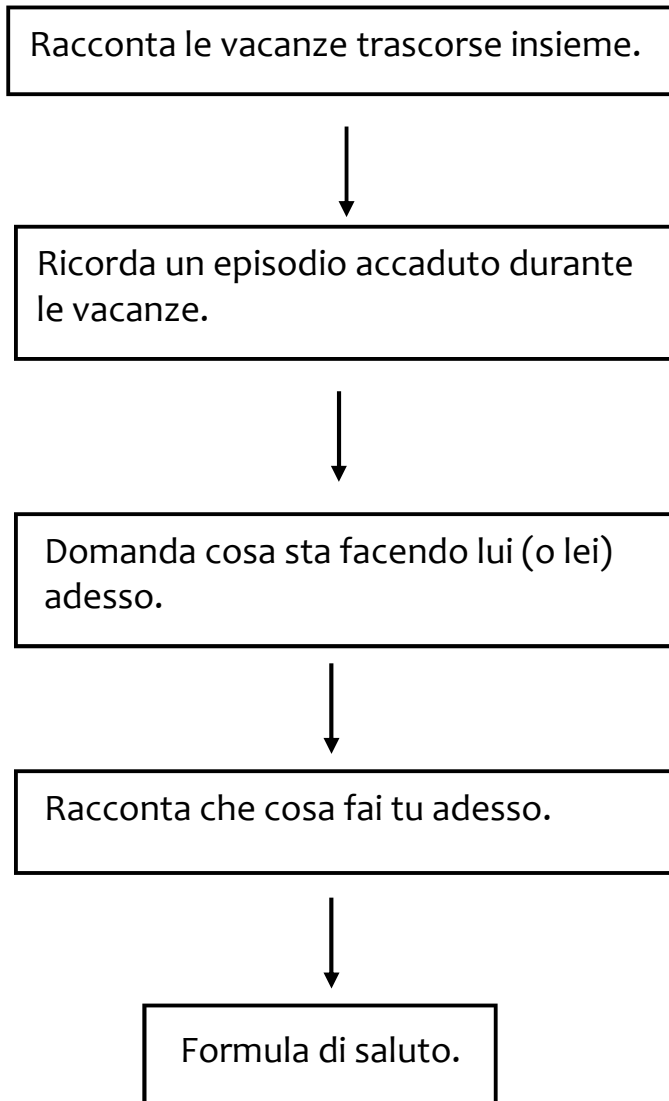 Racconta le vacanze trascorse insieme.
Ricorda un episodio accaduto durante
le vacanze.
Domanda cosa sta facendo lui (o lei)
adesso.
Racconta che cosa fai tu adesso.
Formula di saluto.